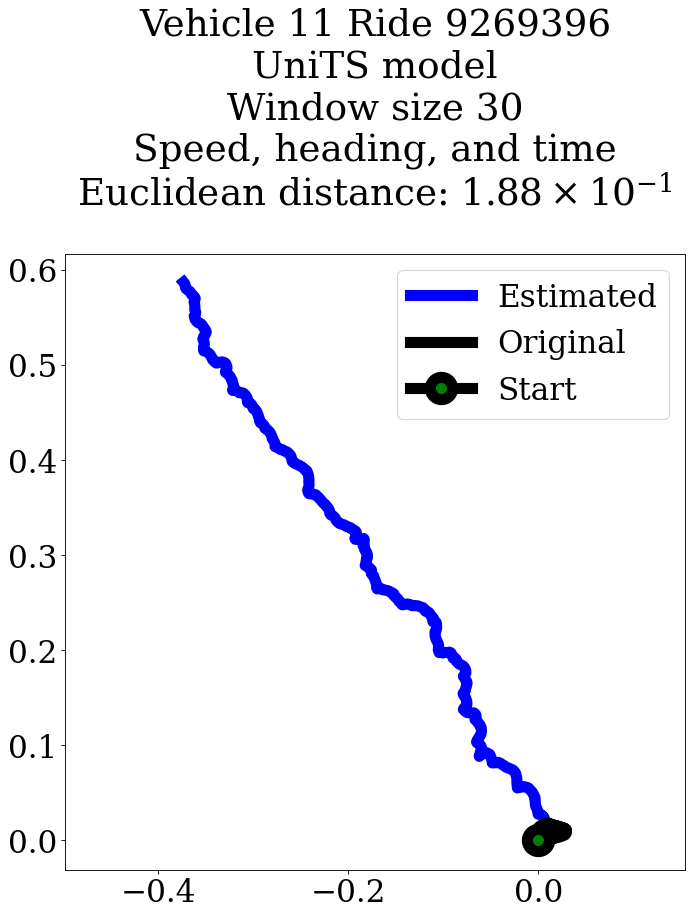 Vehicle 11 Ride 9269396
UniTS model
Window size 30
Speed, heading, and time
Euclidean distance: 1.88 × 10⁻¹
Estimated
Original
Start
0.6
0.5
0.4
0.3
0.2
0.1
0.0
−0.4 −0.2 0.0